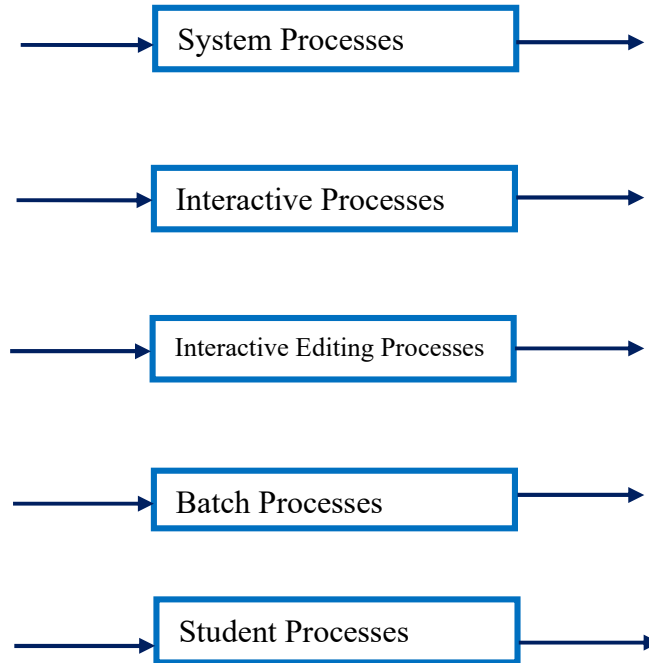 System Processes
Interactive Processes
Interactive Editing Processes
Batch Processes
Student Processes